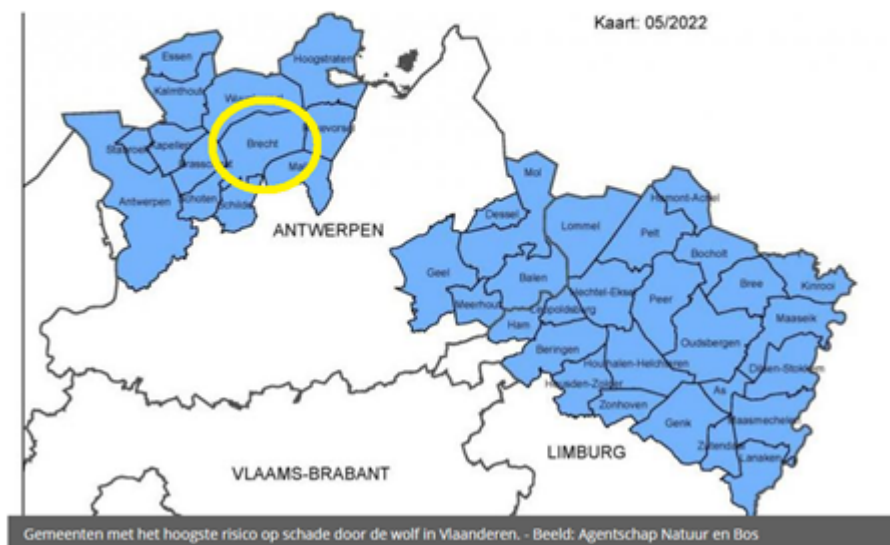 Kaart: 05/2022
Essen
Hoogstraten
Kalmthout
Brecht
Stabroek
Kapellen
Antwerpen
Schoten
Schilde
ANTWERPEN
Mol
Hamont-Achel
Dessel
Lommel
Pelt
Bocholt
Geel
Balen
Bree
Kinrooi
Meerhout
Leopoldsburg
Hechtel-Eksel
Peer
Maaseik
Ham
Oudsbergen
Beringen
Houthalen-Helchteren
Dilsen-Stokkem
Heusden-Zolder
As
Zonhoven
Maasmechelen
Genk
Zutendaal
Lanaken
LIMBURG
VLAAMS-BRABANT
Gemeenten met het hoogste risico op schade door de wolf in Vlaanderen. - Beeld: Agentschap Natuur en Bos